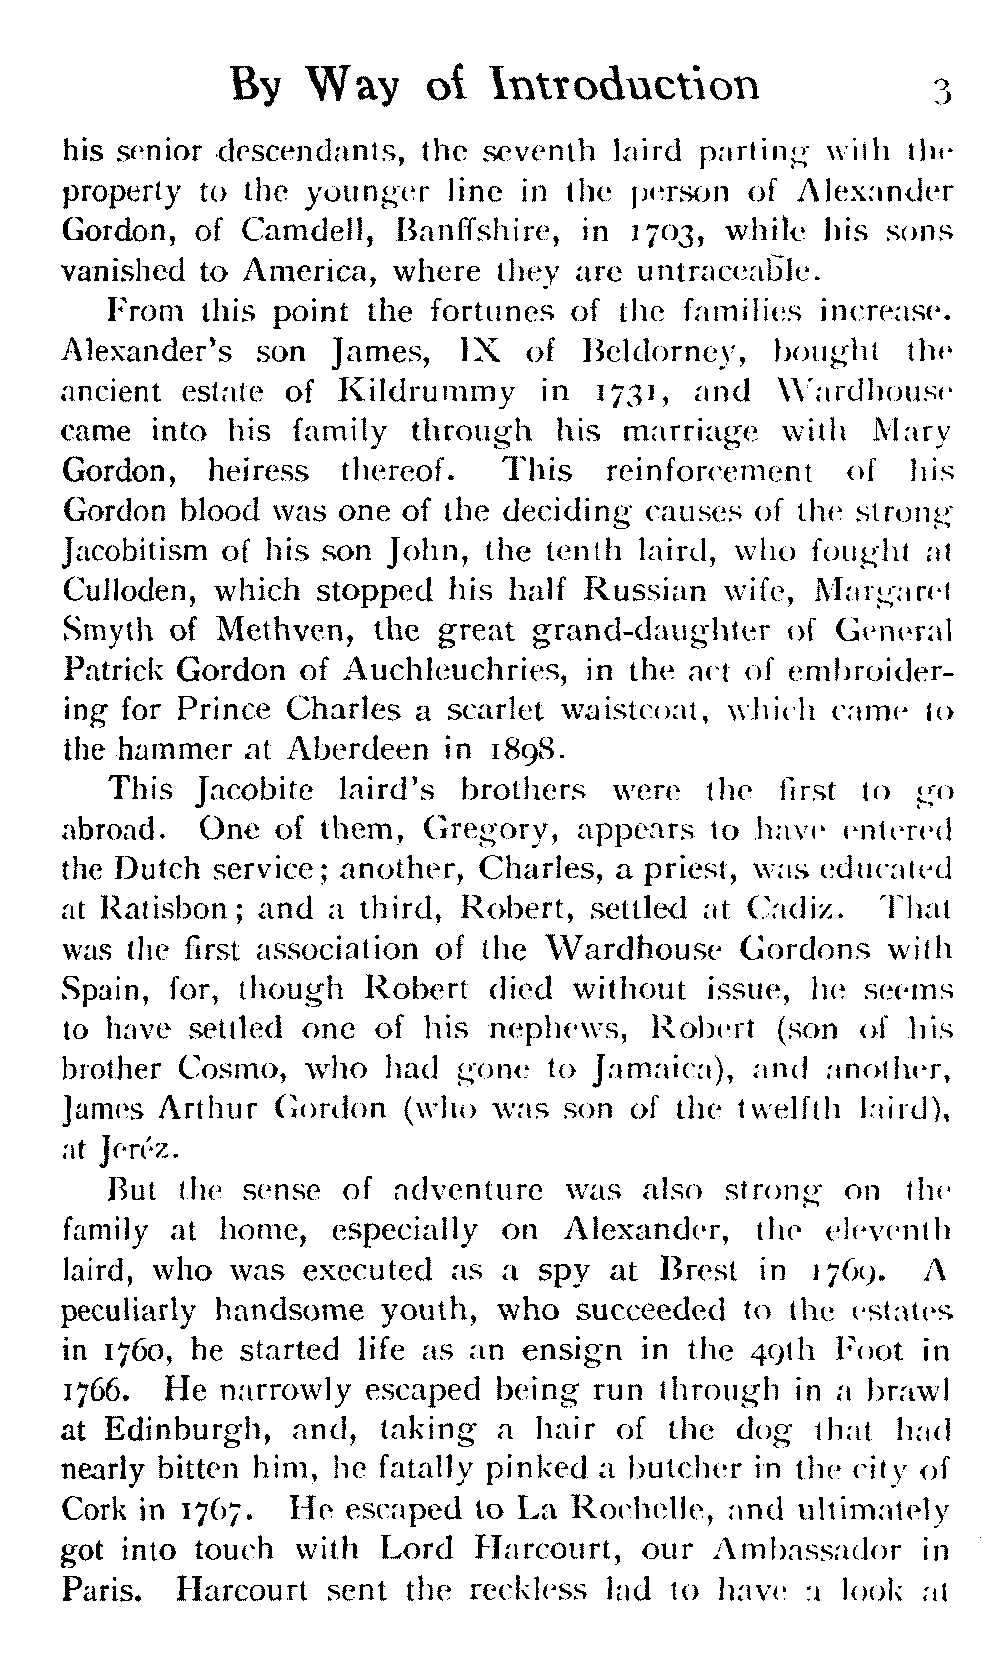 By Way of Introduction 3
his senior descendants, the seventh laird parting with the
property to the younger line in the person of Alexander
Gordon, of Camdell, Banffshire, in 1703, while his sons
vanished to America, where they are untraceable.
From this point the fortunes of the families increase.
Alexander's son James, IX of Beldorney, bought the
ancient estate of Kildrummy in 1731, and Wardhouse
came into his family through his marriage with Mary
Gordon, heiress thereof. This reinforcement of his
Gordon blood was one of the deciding causes of the strong
Jacobitism of his son John, the tenth laird, who fought at
Culloden, which stopped his half Russian wife, Margaret
Smyth of Methven, the great grand-daughter of General
Patrick Gordon of Auchleuchries, in the act of embroider-
ing for Prince Charles a scarlet waistcoat, which came to
the hammer at Aberdeen in 1898.
This Jacobite laird's brothers were the first to go
abroad. One of them, Gregory, appears to have entered
the Dutch service; another, Charles, a priest, was educated
at Ratisbon; and a third, Robert, settled at Cadiz. That
was the first association of the Wardhouse Gordons with
Spain, for, though Robert died without issue, he seems
to have settled one of his nephews, Robert (son of his
brother Cosmo, who had gone to Jamaica), and another,
James Arthur Gordon (who was son of the twelfth laird),
at Jeréz.
But the sense of adventure was also strong on the
family at home, especially on Alexander, the eleventh
laird, who was executed as a spy at Brest in 1769. A
peculiarly handsome youth, who succeeded to the estates
in 1760, he started life as an ensign in the 49th Foot in
1766. He narrowly escaped being run through in a brawl
at Edinburgh, and, taking a hair of the dog that had
nearly bitten him, he fatally pinked a butcher in the city of
Cork in 1767. He escaped to La Rochelle, and ultimately
got into touch with Lord Harcourt, our Ambassador in
Paris. Harcourt sent the reckless lad to have a look at